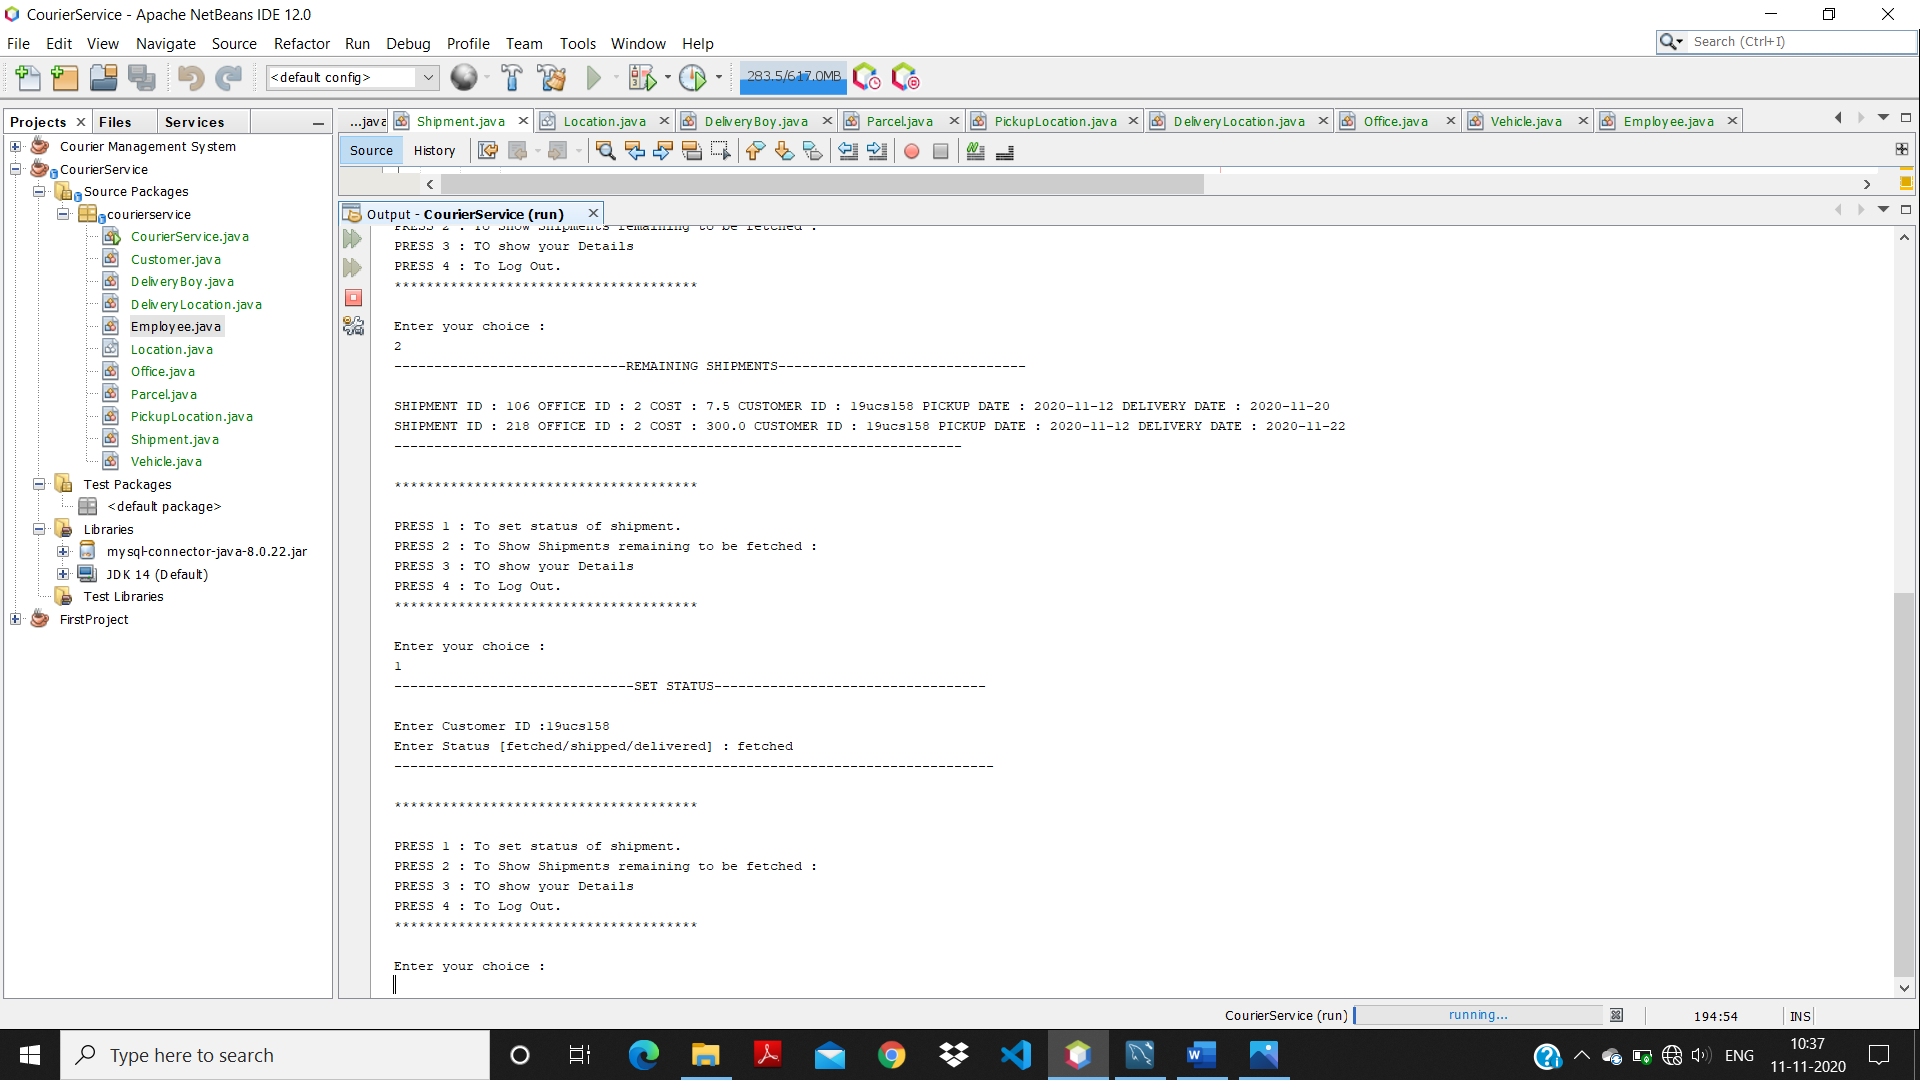 CourierService - Apache NetBeans IDE 12.0
File Edit View Navigate Source Refactor Run Debug Profile Team Tools Window Help
Search (Ctrl+I)
<default config>
283.5/617.0MB
Projects Files Services
...java Shipment.java Location.java DeliveryBoy.java Parcel.java PickupLocation.java DeliveryLocation.java Office.java Vehicle.java Employee.java
Source History
Courier Management System
CourierService
Source Packages
courierservice
CourierService.java
Customer.java
DeliveryBoy.java
DeliveryLocation.java
Employee.java
Location.java
Office.java
Parcel.java
PickupLocation.java
Shipment.java
Vehicle.java
Test Packages
<default package>
Libraries
mysql-connector-java-8.0.22.jar
JDK 14 (Default)
Test Libraries
FirstProject
Output - CourierService (run)
PRESS 2 : To Show Shipments remaining to be fetched :
PRESS 3 : TO show your Details
PRESS 4 : To Log Out.
**************************************
Enter your choice :
2
-----------------------------REMAINING SHIPMENTS-------------------------------
SHIPMENT ID : 106 OFFICE ID : 2 COST : 7.5 CUSTOMER ID : 19ucs158 PICKUP DATE : 2020-11-12 DELIVERY DATE : 2020-11-20
SHIPMENT ID : 218 OFFICE ID : 2 COST : 300.0 CUSTOMER ID : 19ucs158 PICKUP DATE : 2020-11-12 DELIVERY DATE : 2020-11-22
-----------------------------------------------------------------------
**************************************
PRESS 1 : To set status of shipment.
PRESS 2 : To Show Shipments remaining to be fetched :
PRESS 3 : TO show your Details
PRESS 4 : To Log Out.
**************************************
Enter your choice :
1
------------------------------SET STATUS----------------------------------
Enter Customer ID :19ucs158
Enter Status [fetched/shipped/delivered] : fetched
---------------------------------------------------------------------------
**************************************
PRESS 1 : To set status of shipment.
PRESS 2 : To Show Shipments remaining to be fetched :
PRESS 3 : TO show your Details
PRESS 4 : To Log Out.
**************************************
Enter your choice :
CourierService (run) running... 194:54 INS
Type here to search
ENG
10:37
11-11-2020